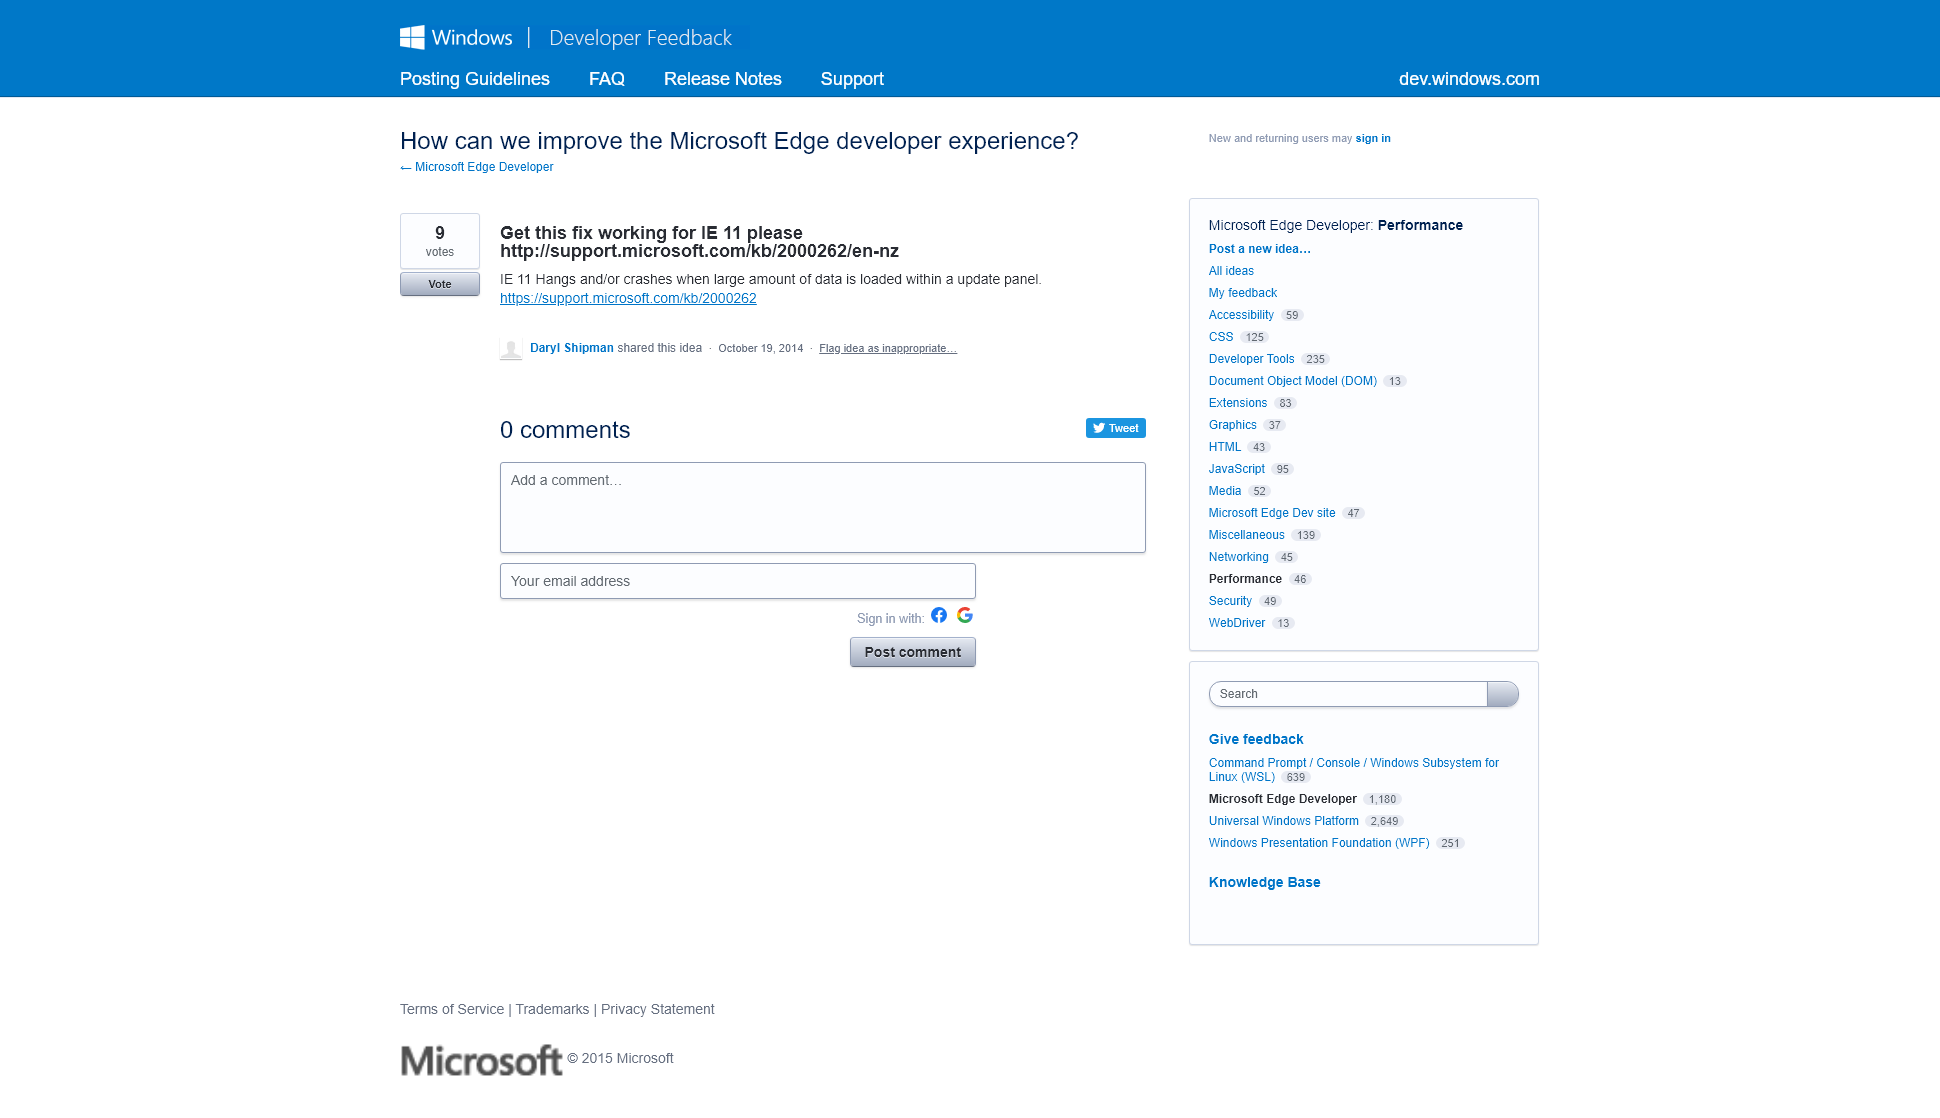 Windows | Developer Feedback
Posting Guidelines FAQ Release Notes Support dev.windows.com
How can we improve the Microsoft Edge developer experience?
← Microsoft Edge Developer
New and returning users may sign in
9
votes
Vote
Get this fix working for IE 11 please
http://support.microsoft.com/kb/2000262/en-nz
IE 11 Hangs and/or crashes when large amount of data is loaded within a update panel.
https://support.microsoft.com/kb/2000262
Daryl Shipman shared this idea · October 19, 2014 · Flag idea as inappropriate…
0 comments
Tweet
Add a comment…
Your email address
Sign in with:
Post comment
Microsoft Edge Developer: Performance
Post a new idea…
All ideas
My feedback
Accessibility 59
CSS 125
Developer Tools 235
Document Object Model (DOM) 13
Extensions 83
Graphics 37
HTML 43
JavaScript 95
Media 52
Microsoft Edge Dev site 47
Miscellaneous 139
Networking 45
Performance 46
Security 49
WebDriver 13
Search
Give feedback
Command Prompt / Console / Windows Subsystem for
Linux (WSL) 639
Microsoft Edge Developer 1,180
Universal Windows Platform 2,649
Windows Presentation Foundation (WPF) 251
Knowledge Base
Terms of Service | Trademarks | Privacy Statement
Microsoft © 2015 Microsoft